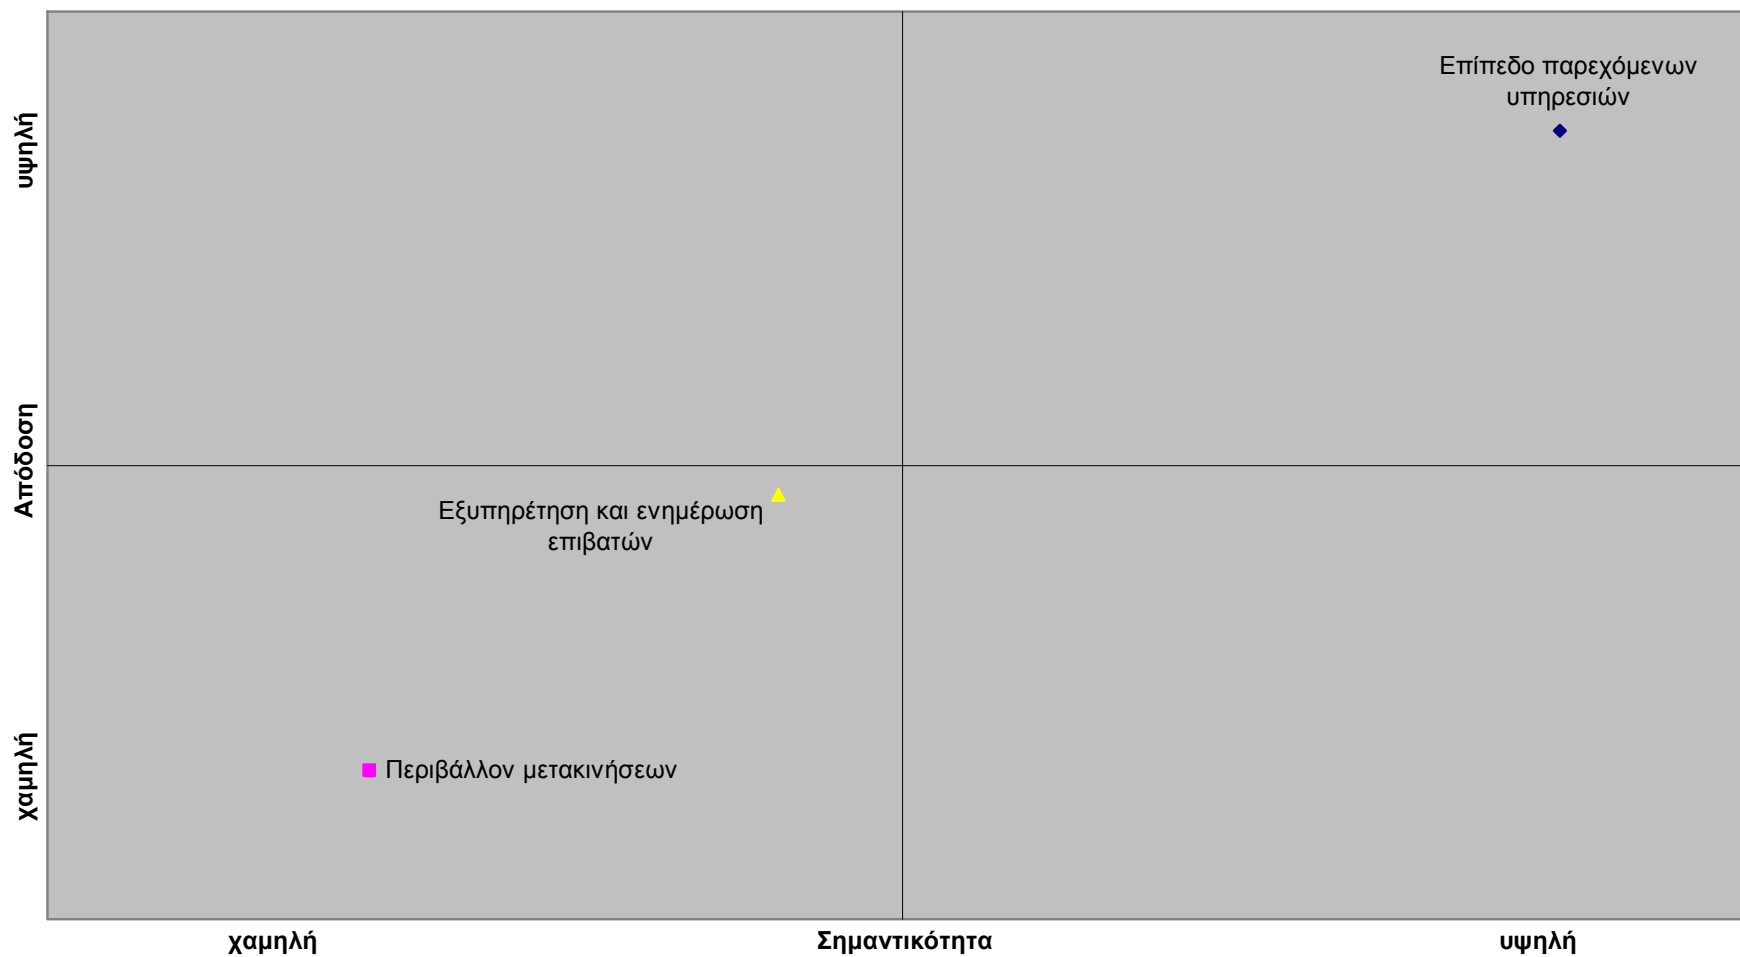 Επίπεδο παρεχόμενων
υπηρεσιών
υψηλή
Απόδοση
Εξυπηρέτηση και ενημέρωση
επιβατών
χαμηλή
Περιβάλλον μετακινήσεων
χαμηλή
Σημαντικότητα
υψηλή